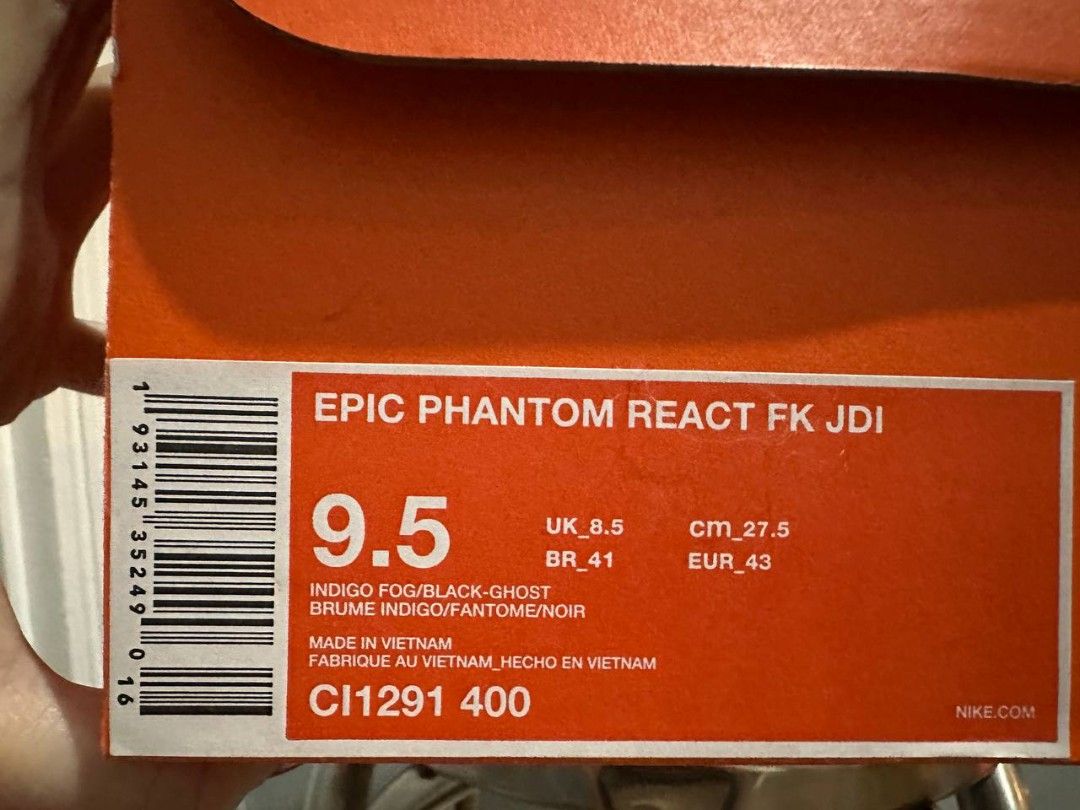 EPIC PHANTOM REACT FK JDI
9.5
UK_8.5 cm_27.5
BR_41 EUR_43
INDIGO FOG/BLACK-GHOST
BRUME INDIGO/FANTOME/NOIR
MADE IN VIETNAM
FABRIQUE AU VIETNAM_HECHO EN VIETNAM
CI1291 400
NIKE.COM
1 93145 35249 0 16